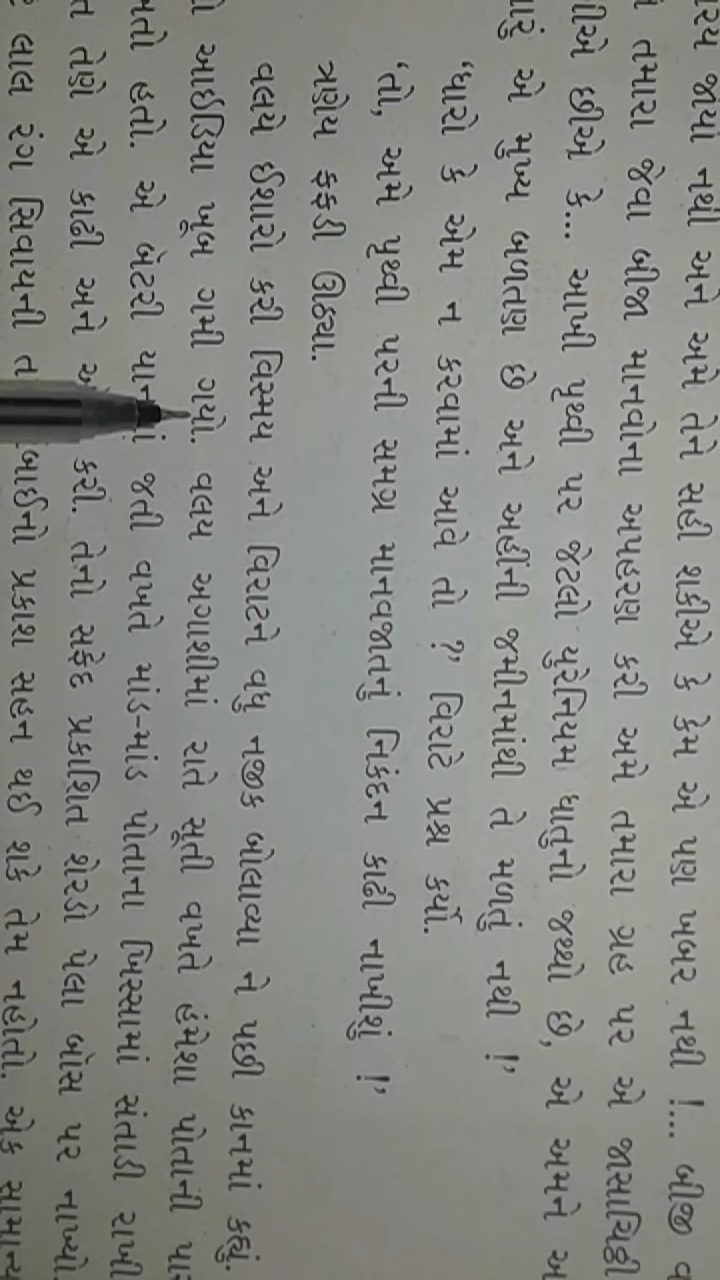 જાયા નથી અને અમે તેને સહી શકીએ કે કેમ એ પણ ખબર નથી !... બીજી
તમારા જેવા બીજા માનવોના અપહરણ કરી અમે તમારા ગ્રહ પર એ જાસાચિઠ્ઠી
છીએ કે... આખી પૃથ્વી પર જેટલો યુરેનિયમ ધાતુનો જથ્થો છે, એ અમને
એ મુખ્ય બળતણ છે અને અહીંની જમીનમાંથી તે મળતું નથી !’
‘ધારો કે એમ ન કરવામાં આવે તો ?’ વિરાટે પ્રશ્ન કર્યો.
‘તો, અમે પૃથ્વી પરની સમગ્ર માનવજાતનું નિકંદન કાઢી નાખીશું !’
ત્રણેય ફફડી ઊઠ્યા.
વલયે ઈશારો કરી વિસ્મય અને વિરાટને વધુ નજીક બોલાવ્યા ને પછી કાનમાં કહ્યું.
આઇડિયા ખૂબ ગમી ગયો. વલય અગાશીમાં રાતે સૂતી વખતે હંમેશા પોતાની
હતો. એ બેટરી જતી વખતે માંડ-માંડ પોતાના ખિસ્સામાં સંતાડી રાખી
તેણે એ કાઢી અને કરી. તેનો સફેદ પ્રકાશિત શેરડો પેલા બોસ પર નાખ્યો.
લાલ રંગ સિવાયની પ્રકાશ સહન થઈ શકે તેમ નહોતો. એક